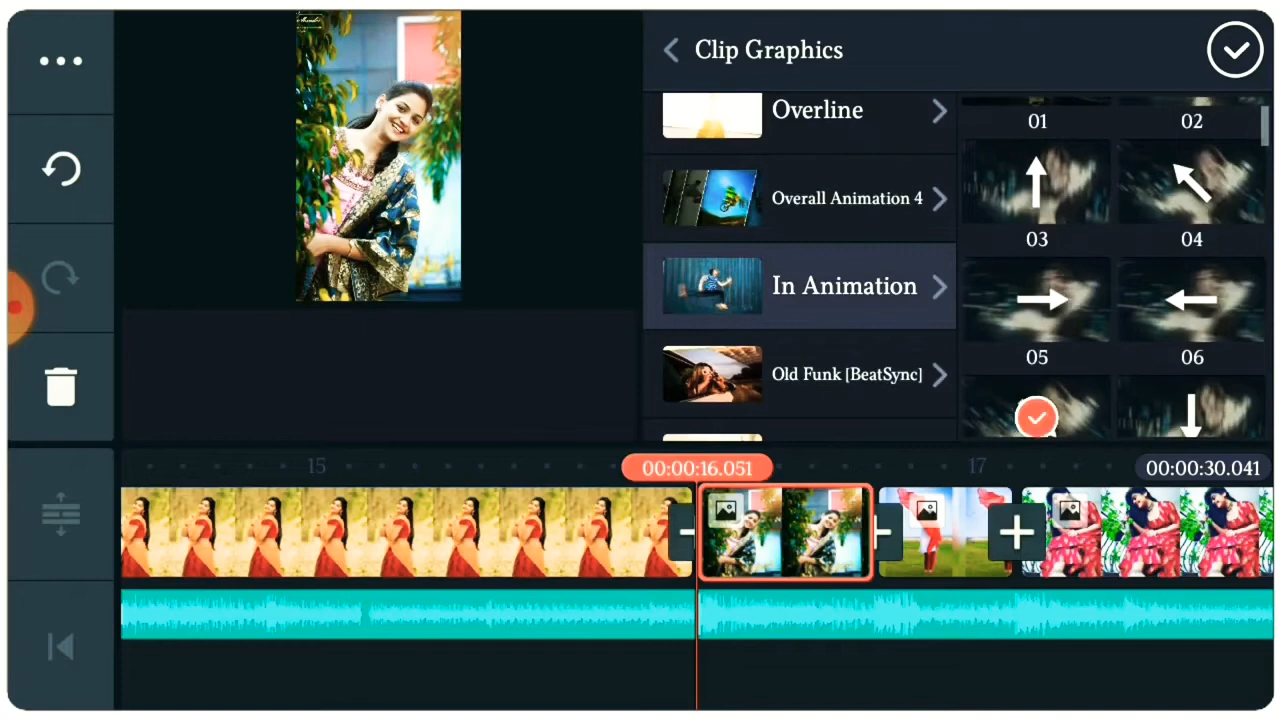 Clip Graphics
Overline
01
02
Overall Animation 4
03
04
In Animation
05
06
Old Funk [BeatSync]
15
00:00:16.051
17
00:00:30.041